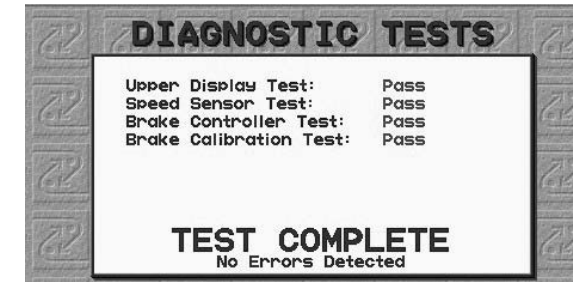 DIAGNOSTIC TESTS
Upper Display Test: Pass
Speed Sensor Test: Pass
Brake Controller Test: Pass
Brake Calibration Test: Pass
TEST COMPLETE
No Errors Detected